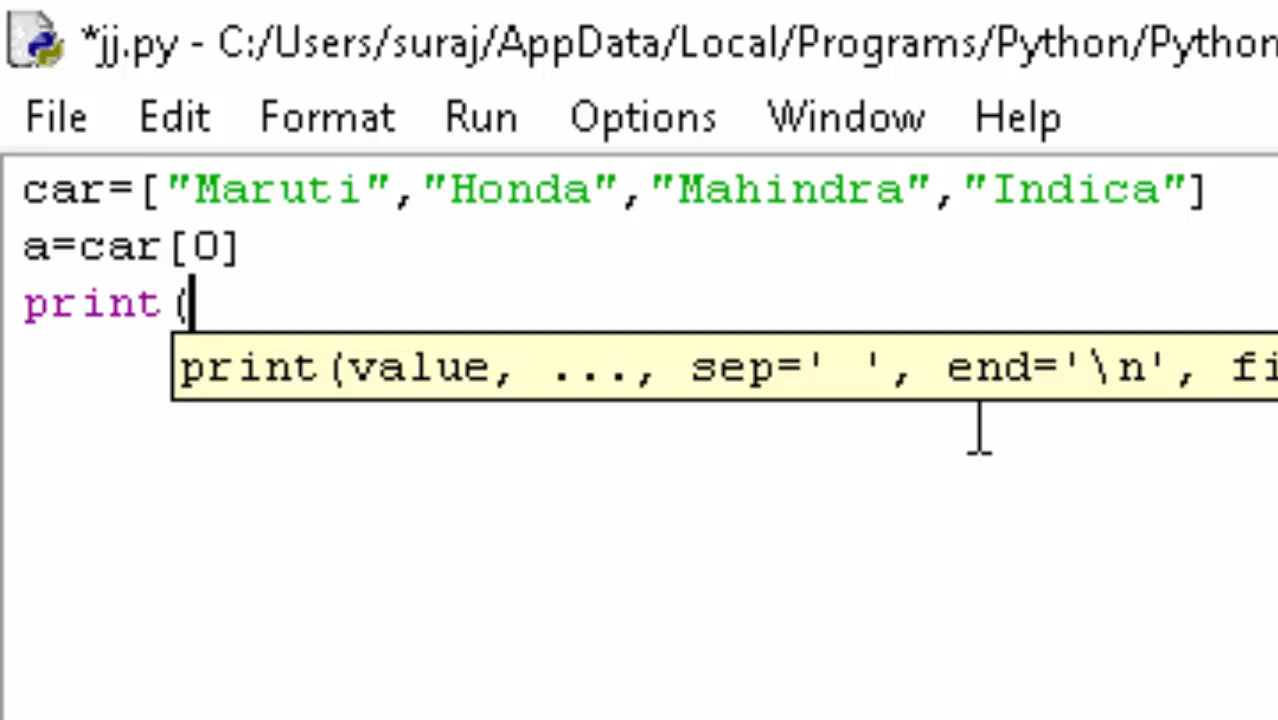 *jj.py - C:/Users/suraj/AppData/Local/Programs/Python/Python
File Edit Format Run Options Window Help
car=["Maruti","Honda","Mahindra","Indica"]
a=car[0]
print(
print(value, ..., sep=' ', end='\n', fi